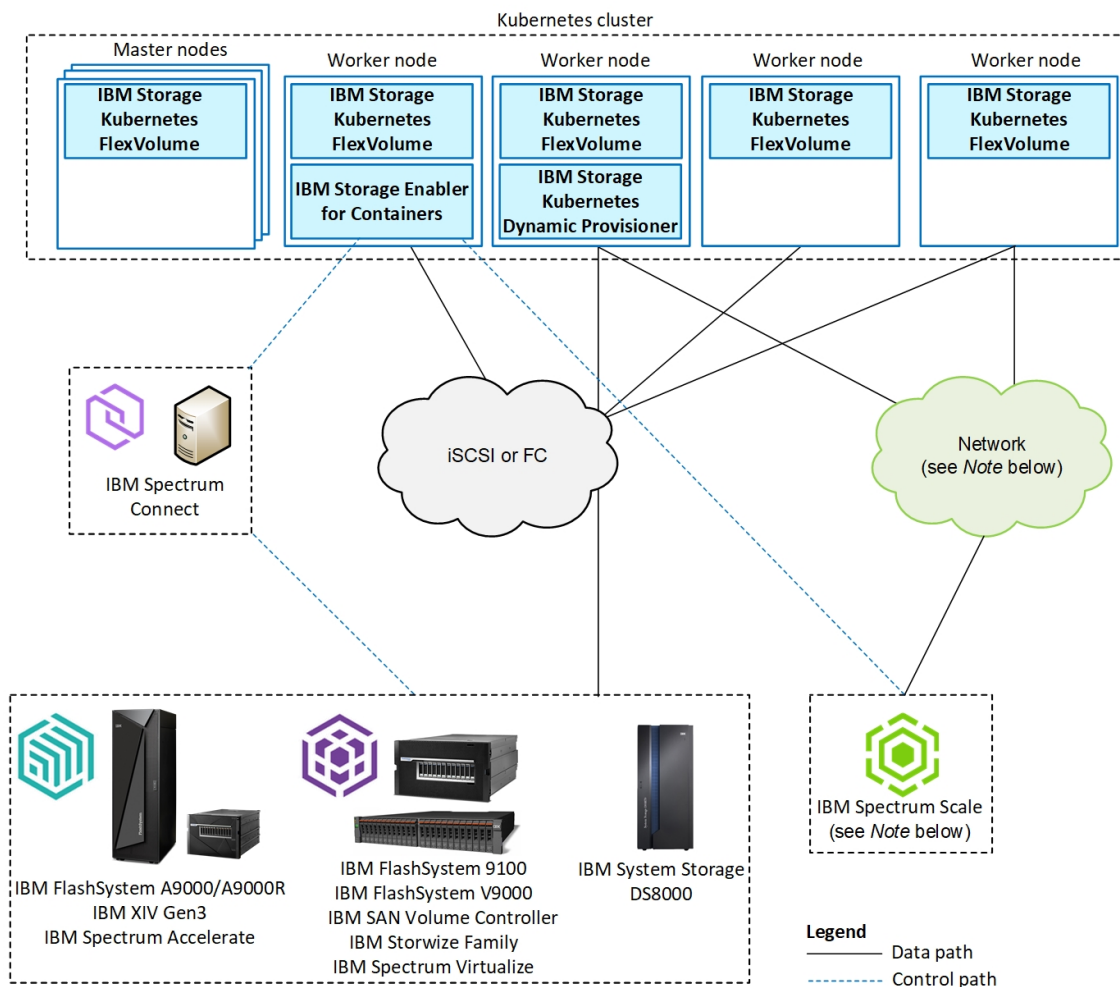 Kubernetes cluster
Master nodes
IBM Storage
Kubernetes
FlexVolume
Worker node
IBM Storage
Kubernetes
FlexVolume
IBM Storage Enabler
for Containers
Worker node
IBM Storage
Kubernetes
FlexVolume
IBM Storage
Kubernetes
Dynamic Provisioner
Worker node
IBM Storage
Kubernetes
FlexVolume
Worker node
IBM Storage
Kubernetes
FlexVolume
IBM Spectrum
Connect
iSCSI or FC
Network
(see Note below)
IBM FlashSystem A9000/A9000R
IBM XIV Gen3
IBM Spectrum Accelerate
IBM FlashSystem 9100
IBM FlashSystem V9000
IBM SAN Volume Controller
IBM Storwize Family
IBM Spectrum Virtualize
IBM System Storage
DS8000
IBM Spectrum Scale
(see Note below)
Legend
Data path
Control path